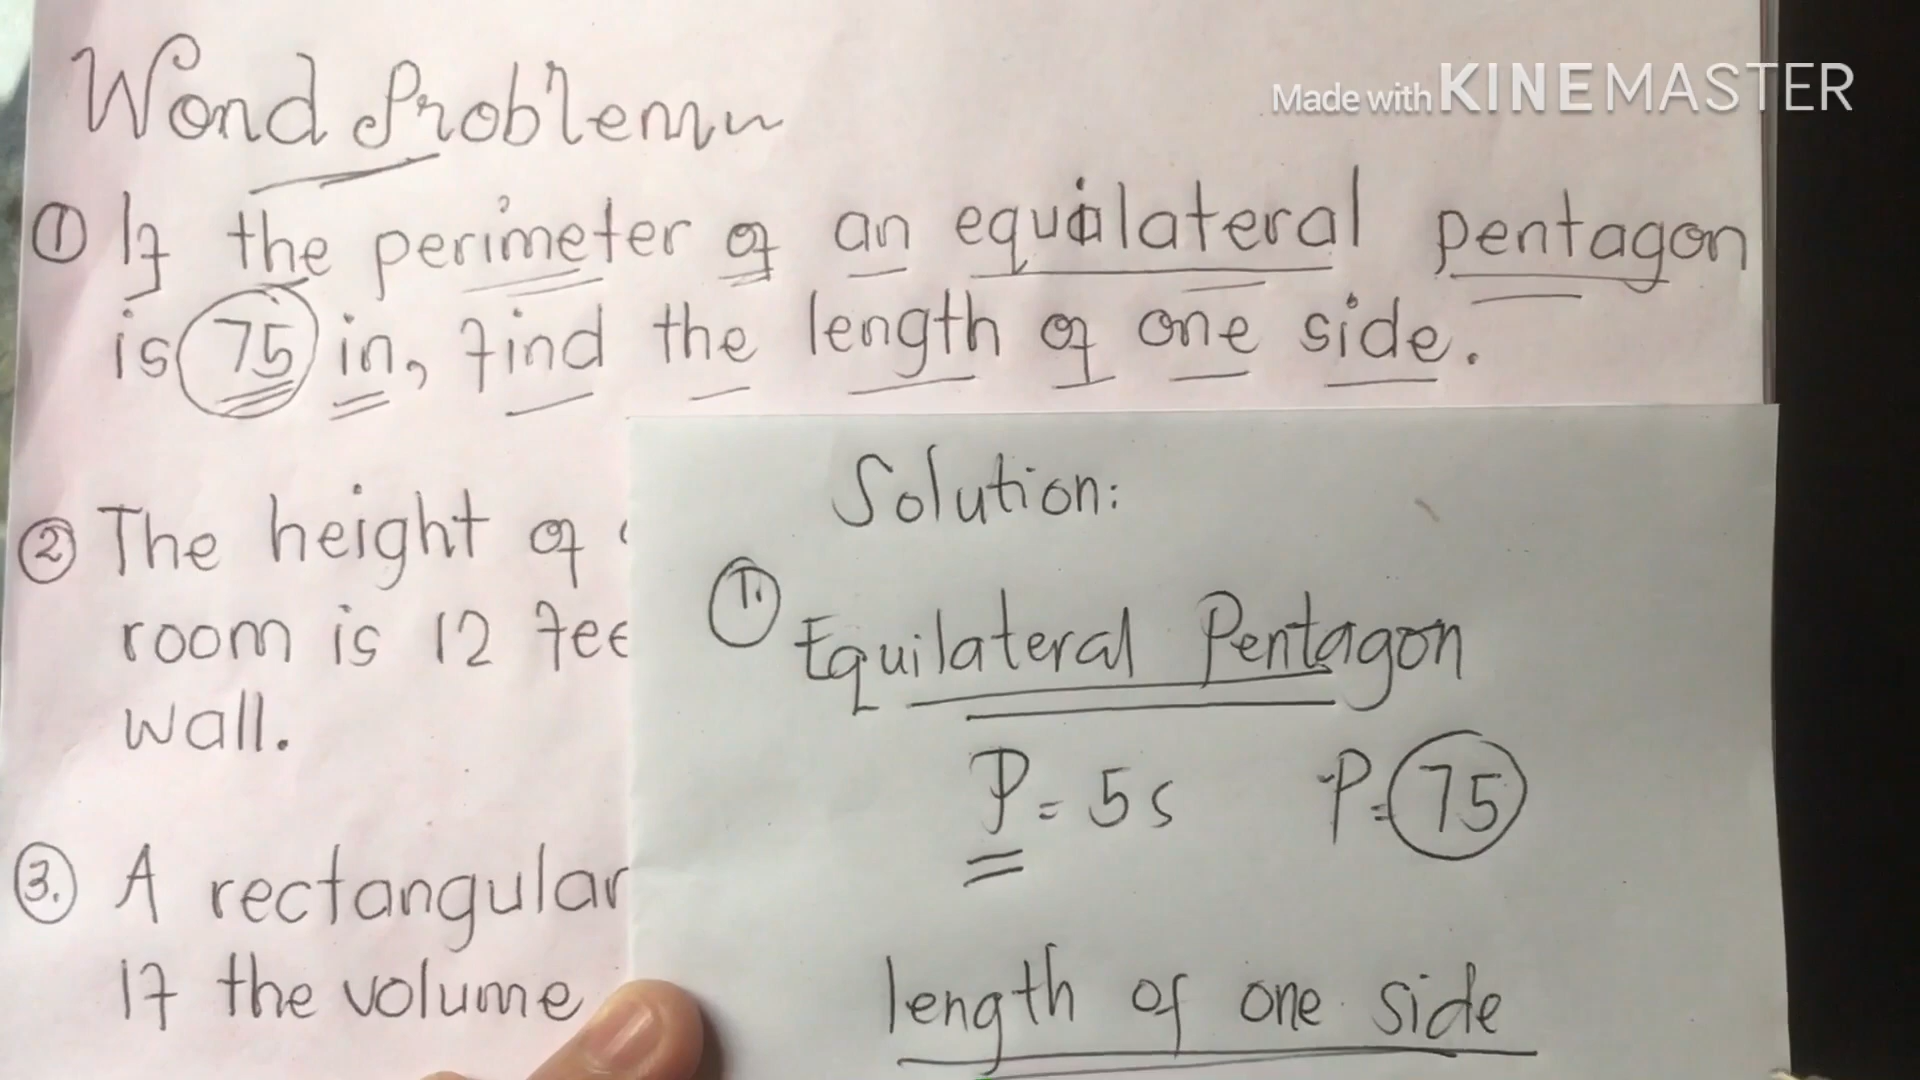 Word Problem
Made with KINEMASTER
① If the perimeter of an equilateral pentagon
is 75 in, find the length of one side.
② The height of
room is 12 fee
wall.
③. A rectangular
If the volume
Solution:
①. Equilateral Pentagon
P = 5s P = 75
length of one side